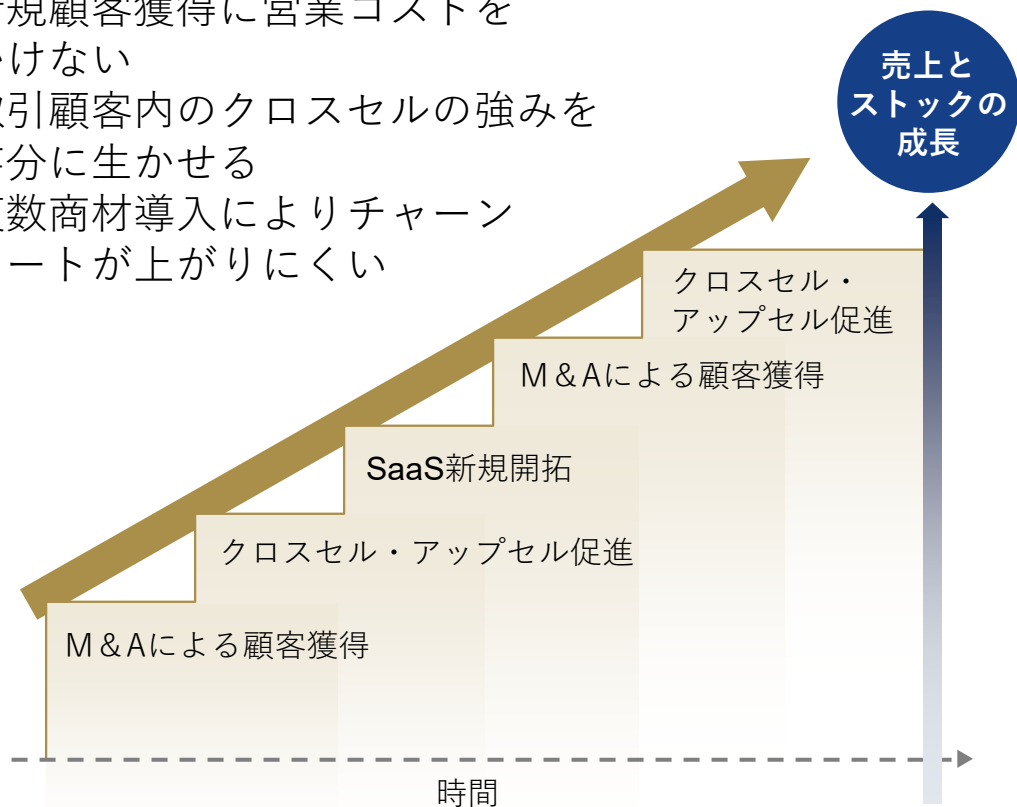 規顧客獲得に営業コストを
けない
引顧客内のクロスセルの強みを
分に生かせる
数商材導入によりチャーン
ートが上がりにくい
売上と
ストックの
成長
クロスセル・
アップセル促進
M＆Aによる顧客獲得
SaaS新規開拓
クロスセル・アップセル促進
M＆Aによる顧客獲得
時間